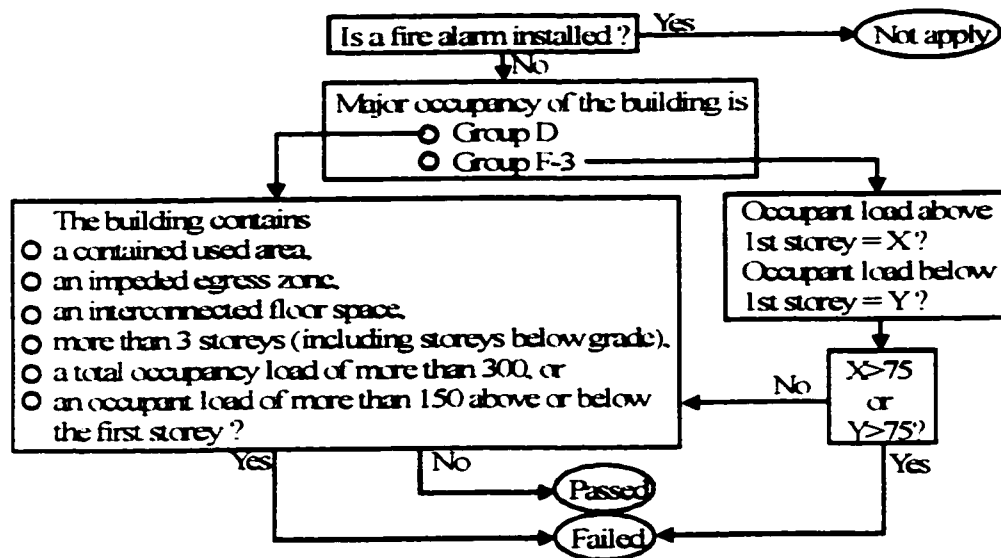 Is a fire alarm installed ?
Yes
Not apply
No
Major occupancy of the building is
Group D
Group F-3
The building contains
a contained used area,
an impeded egress zone,
an interconnected floor space,
more than 3 storeys (including storeys below grade),
a total occupancy load of more than 300, or
an occupant load of more than 150 above or below
the first storey ?
Occupant load above
1st storey = X ?
Occupant load below
1st storey = Y ?
X>75
or
Y>75?
No
Yes
Yes
No
Passed
Failed